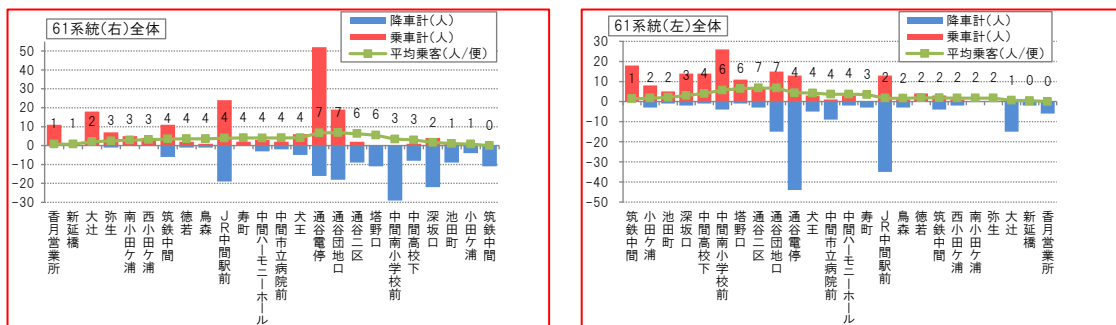 61系統(右)全体
降車計(人)
乗車計(人)
平均乗客(人/便)
50
40
30
20
10
0
-10
-20
-30
1 1 2 3 3 3 4 4 4 4 4 4 4 4 7 7 6 6 3 3 2 1 1 0
香月営業所
新延橋
大辻
弥生
南小田ケ浦
西小田ケ浦
筑鉄中間
徳若
鳥森
JR中間駅前
寿町
中間ハーモニーホール
中間市立病院前
犬王
通谷電停
通谷団地口
通谷二区
塔野口
中間南小学校前
中間高校下
深坂口
池田町
小田ケ浦
筑鉄中間
61系統(左)全体
降車計(人)
乗車計(人)
平均乗客(人/便)
30
20
10
0
-10
-20
-30
-40
-50
1 2 2 3 4 6 6 7 7 4 4 4 4 3 2 2 2 2 2 2 1 0 0
筑鉄中間
小田ケ浦
池田町
深坂口
中間高校下
中間南小学校前
塔野口
通谷二区
通谷団地口
通谷電停
犬王
中間市立病院前
中間ハーモニーホール
寿町
JR中間駅前
鳥森
徳若
筑鉄中間
西小田ケ浦
南小田ケ浦
弥生
大辻
新延橋
香月営業所